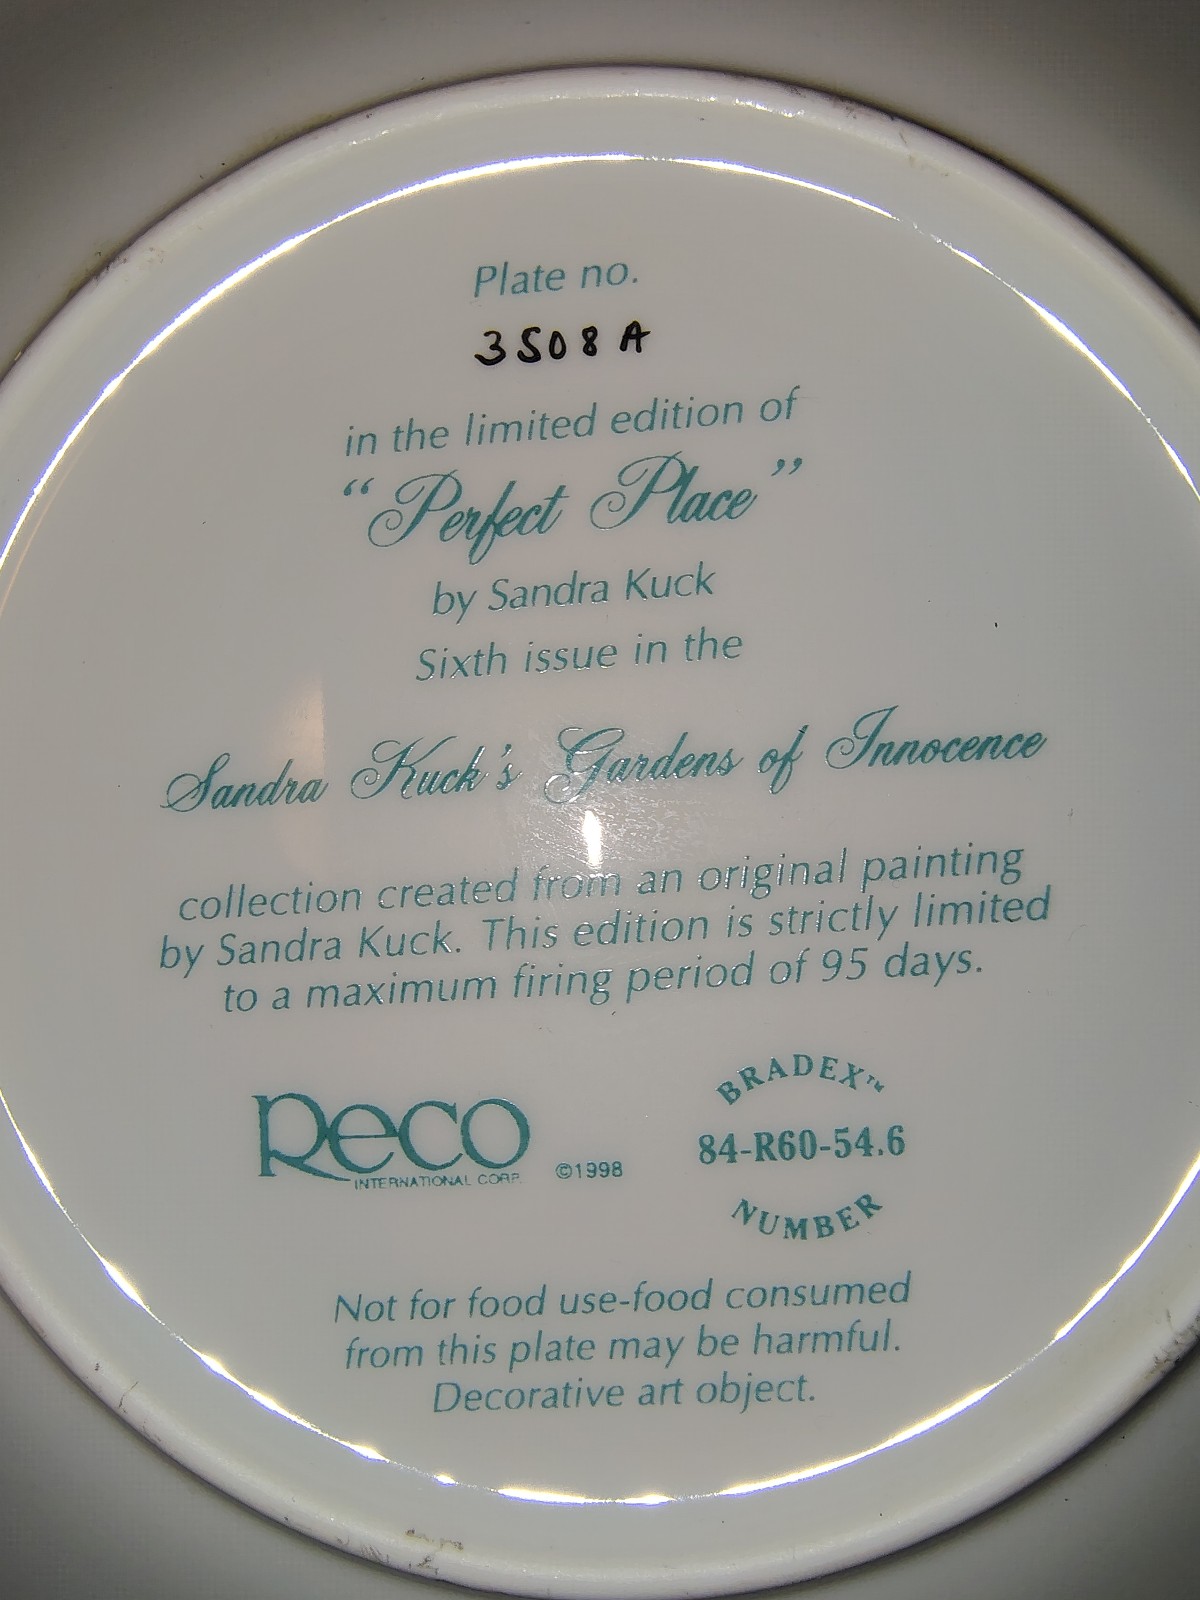 Plate no.
3508 A
in the limited edition of
“Perfect Place”
by Sandra Kuck
Sixth issue in the
Sandra Kuck's Gardens of Innocence
collection created from an original painting
by Sandra Kuck. This edition is strictly limited
to a maximum firing period of 95 days.
Reco
INTERNATIONAL CORP.
©1998
BRADEX™
84-R60-54.6
NUMBER
Not for food use-food consumed
from this plate may be harmful.
Decorative art object.